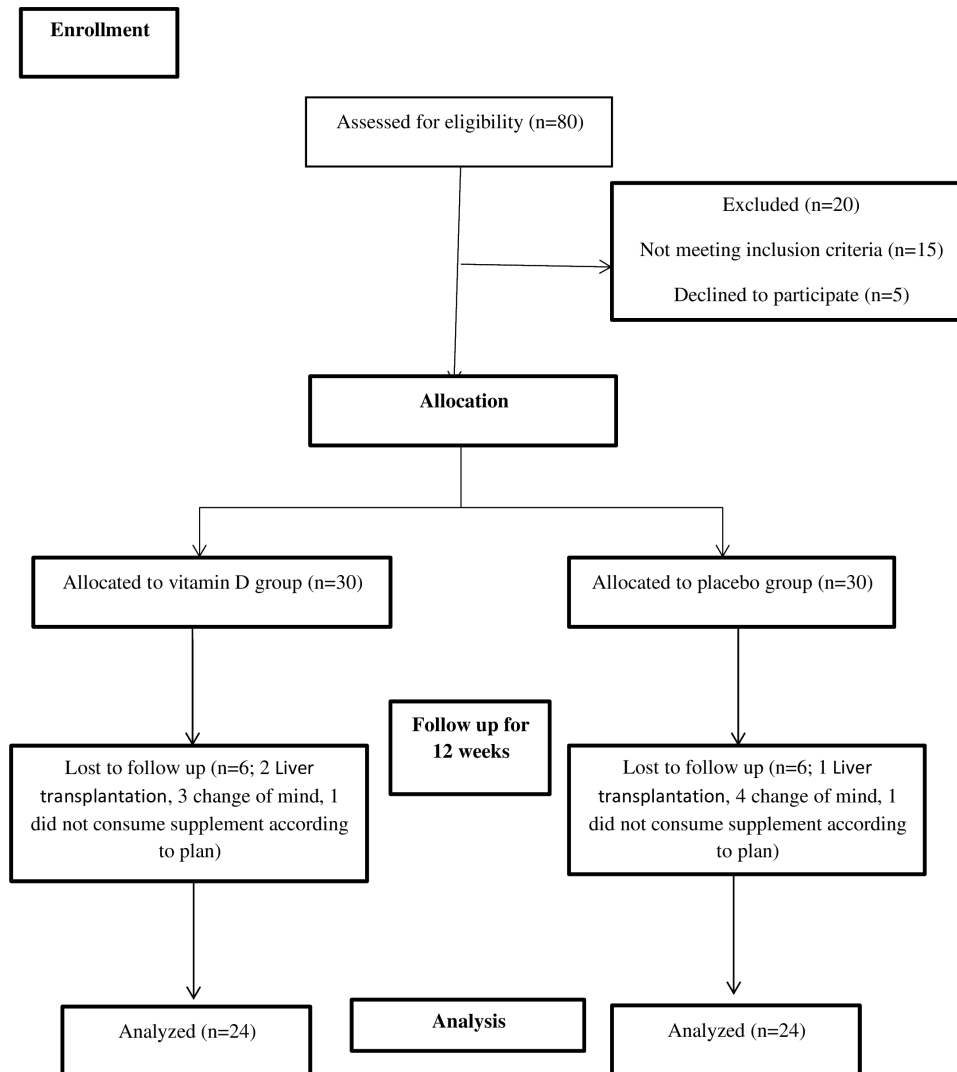 Enrollment
Assessed for eligibility (n=80)
Excluded (n=20)
Not meeting inclusion criteria (n=15)
Declined to participate (n=5)
Allocation
Allocated to vitamin D group (n=30)
Allocated to placebo group (n=30)
Follow up for
12 weeks
Lost to follow up (n=6; 2 Liver
transplantation, 3 change of mind, 1
did not consume supplement according
to plan)
Lost to follow up (n=6; 1 Liver
transplantation, 4 change of mind, 1
did not consume supplement according
to plan)
Analyzed (n=24)
Analysis
Analyzed (n=24)